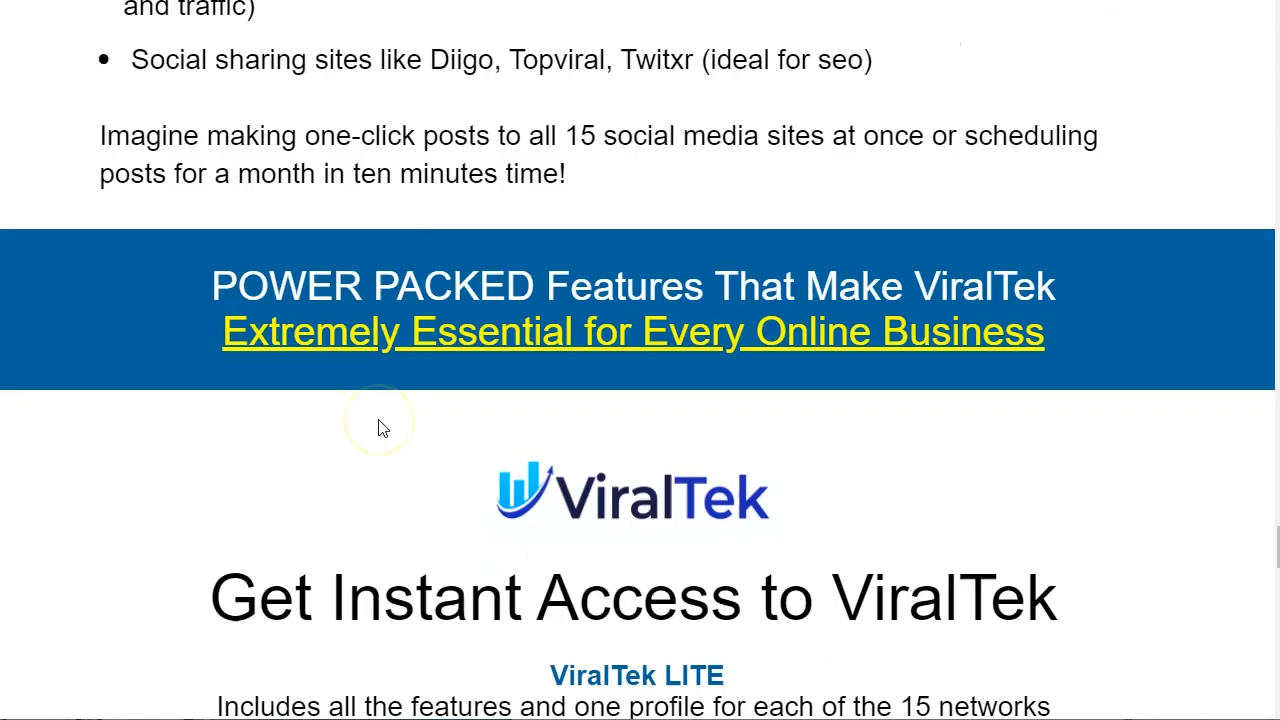 and traffic)
• Social sharing sites like Diigo, Topviral, Twitxr (ideal for seo)
Imagine making one-click posts to all 15 social media sites at once or scheduling
posts for a month in ten minutes time!
POWER PACKED Features That Make ViralTek
Extremely Essential for Every Online Business
ViralTek
Get Instant Access to ViralTek
ViralTek LITE
Includes all the features and one profile for each of the 15 networks